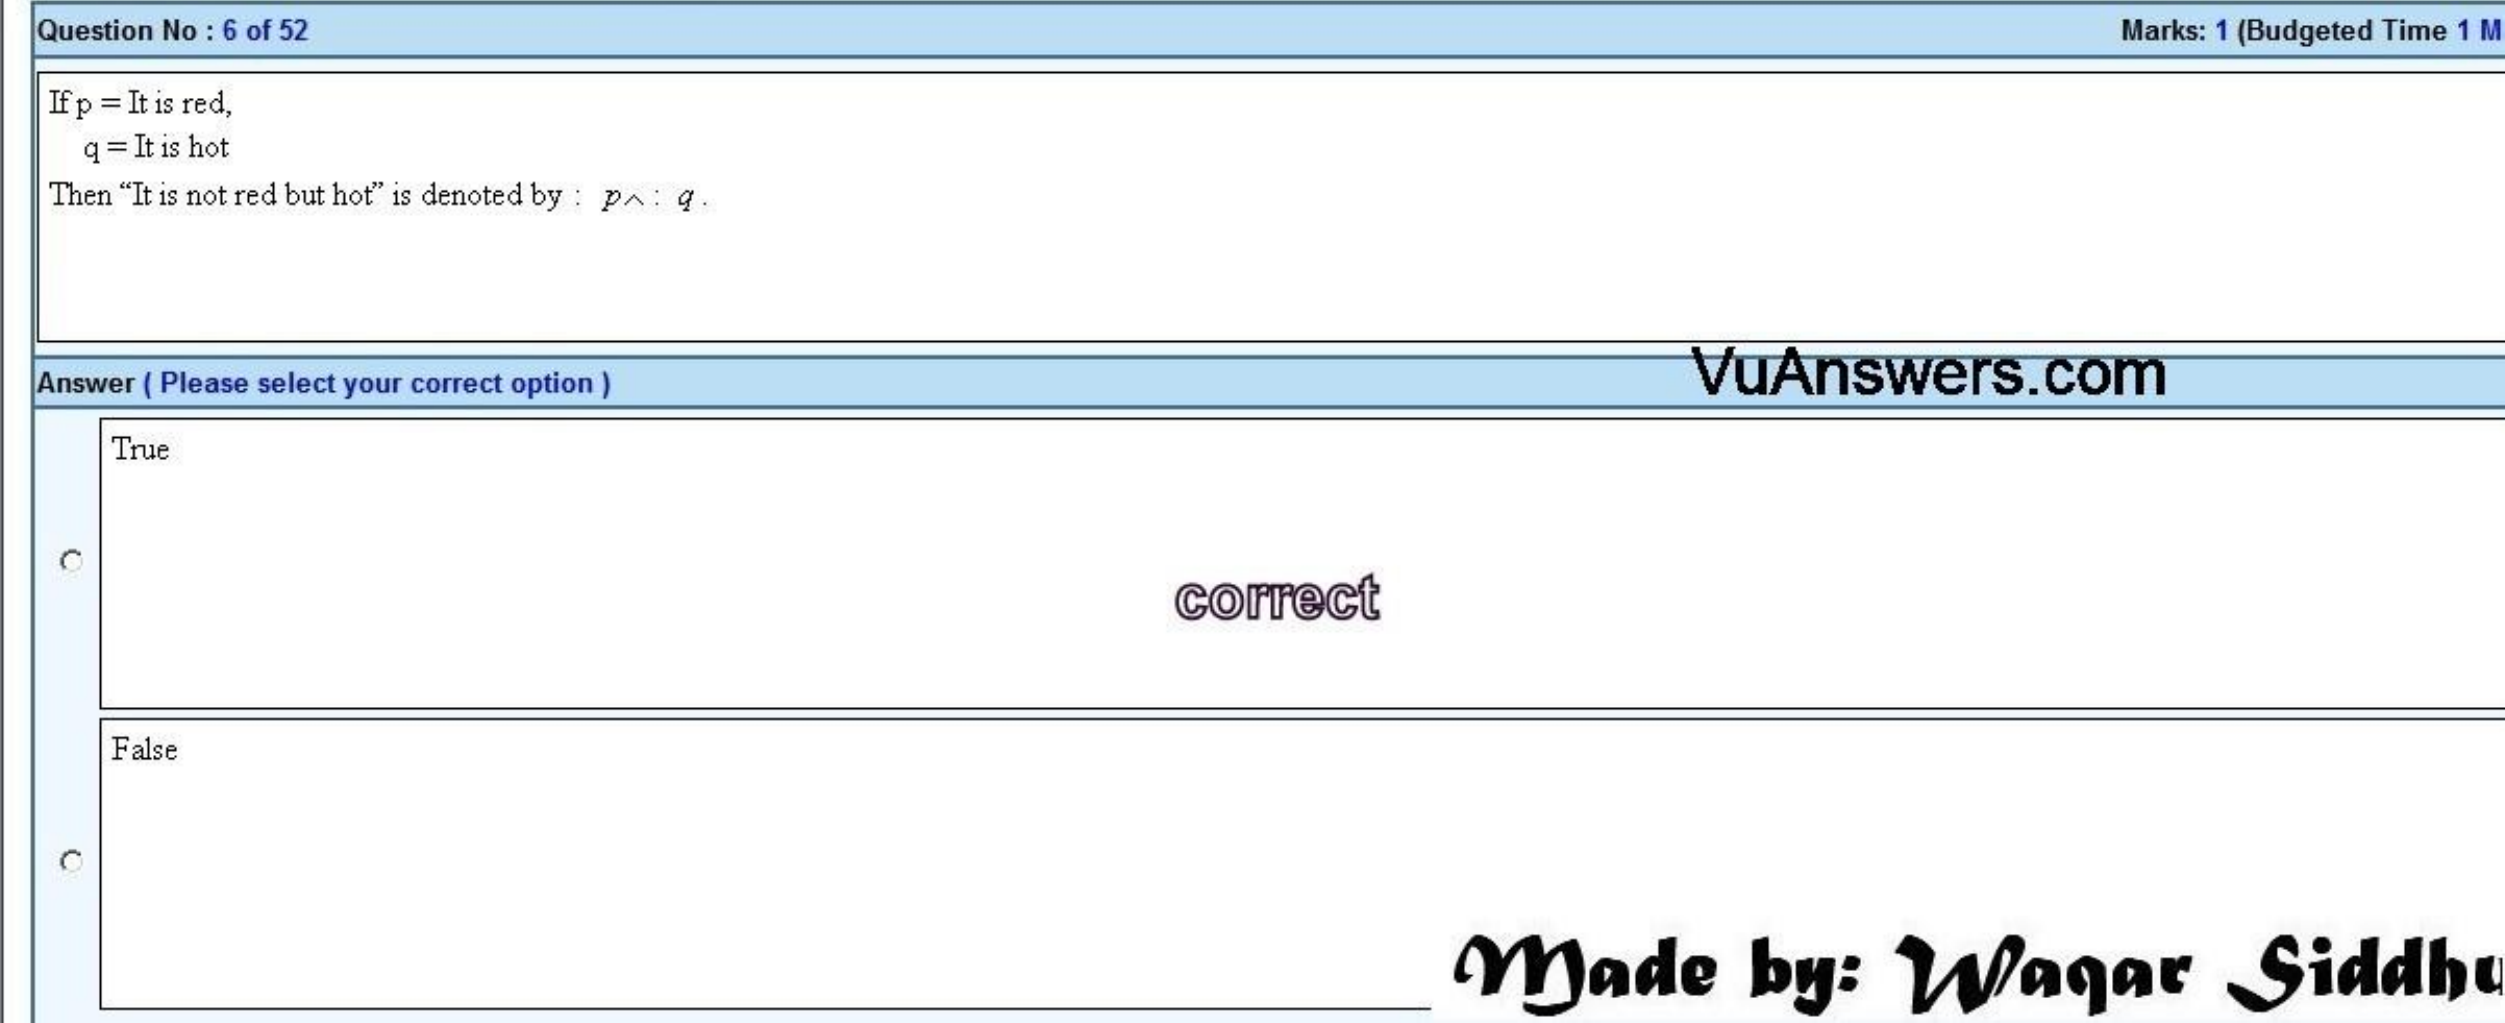 Question No : 6 of 52 Marks: 1 (Budgeted Time 1 M
If p = It is red,
q = It is hot
Then “It is not red but hot” is denoted by : p ∧ : q .
VuAnswers.com
Answer ( Please select your correct option )
True
correct
False
Made by: Waqar Siddhu